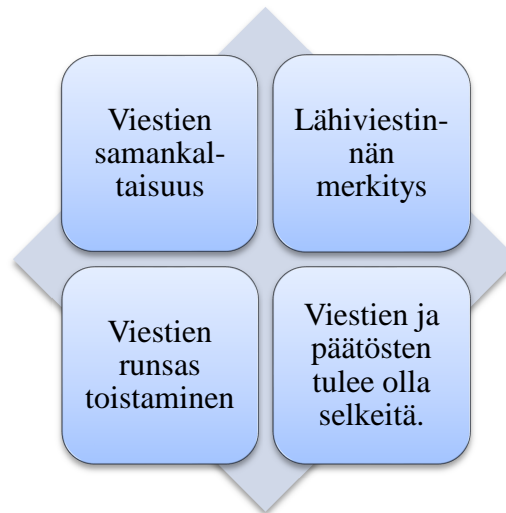 Viestien
samankal-
taisuus
Lähiviestin-
nän
merkitys
Viestien
runsas
toistaminen
Viestien ja
päätösten
tulee olla
selkeitä.